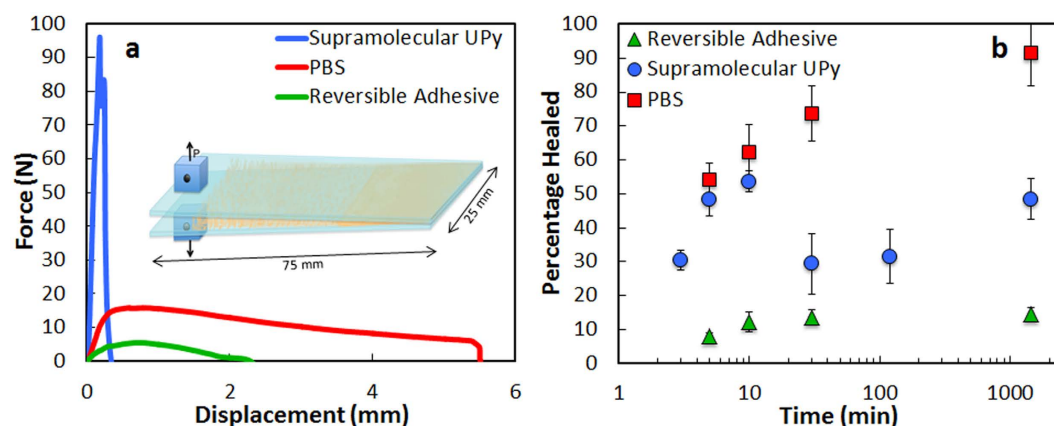 a
Supramolecular UPy
PBS
Reversible Adhesive
100
90
80
70
60
50
40
30
20
10
0
Force (N)
P
25 mm
75 mm
0 2 4 6
Displacement (mm)
b
Reversible Adhesive
Supramolecular UPy
PBS
100
90
80
70
60
50
40
30
20
10
0
Percentage Healed
1 10 100 1000
Time (min)